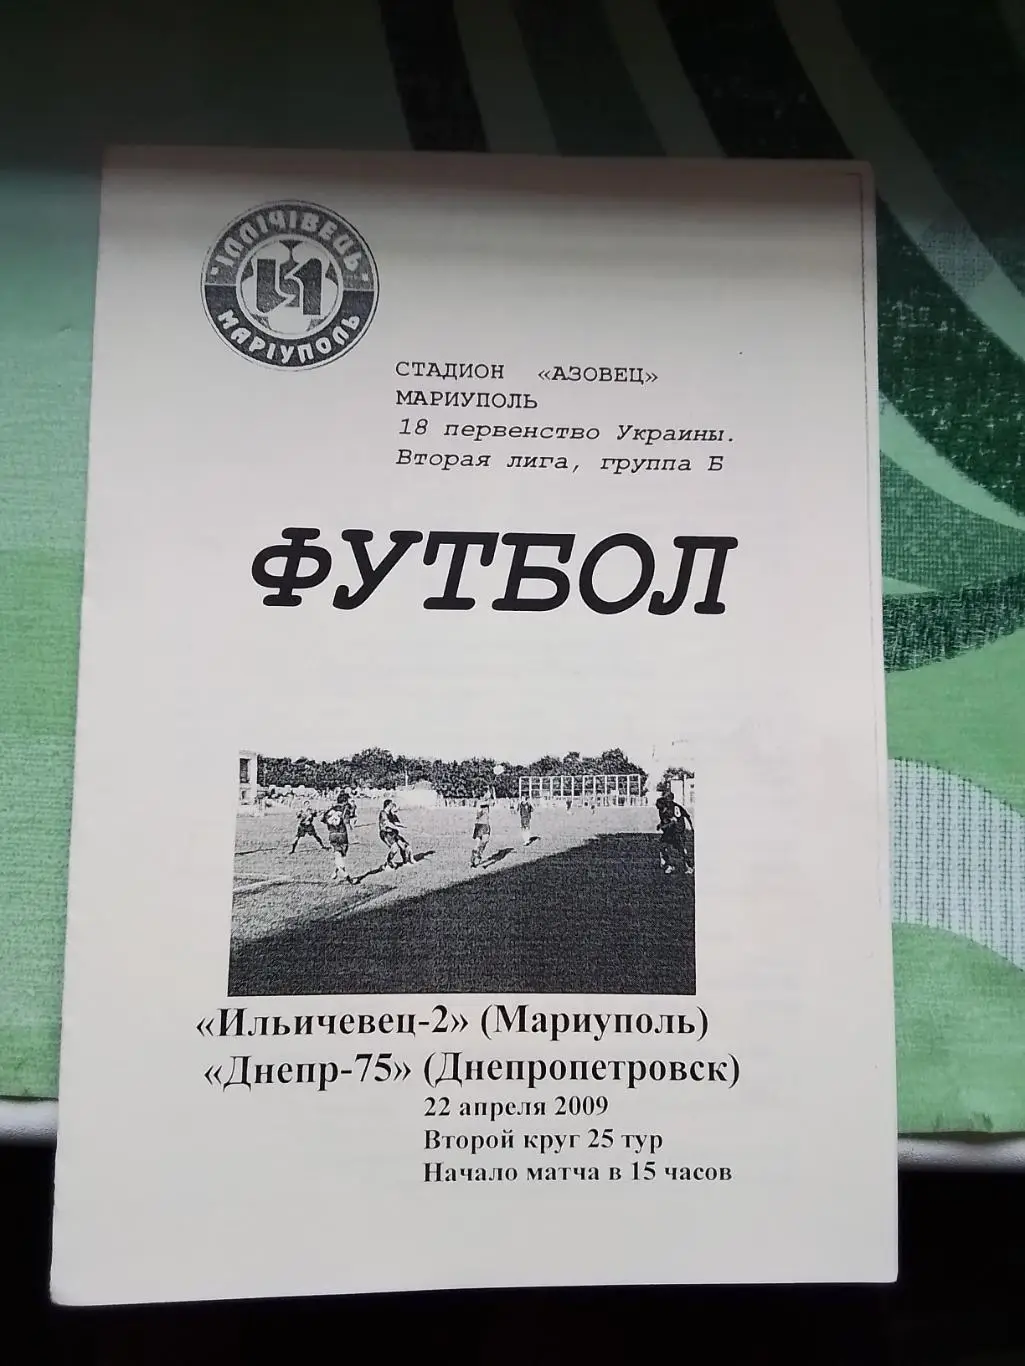 "ІЛЛІЧІВЕЦЬ"
МАРІУПОЛЬ
СТАДИОН «АЗОВЕЦ»
МАРИУПОЛЬ
18 первенство Украины.
Вторая лига, группа Б
ФУТБОЛ
«Ильичевец-2» (Мариуполь)
«Днепр-75» (Днепропетровск)
22 апреля 2009
Второй круг 25 тур
Начало матча в 15 часов